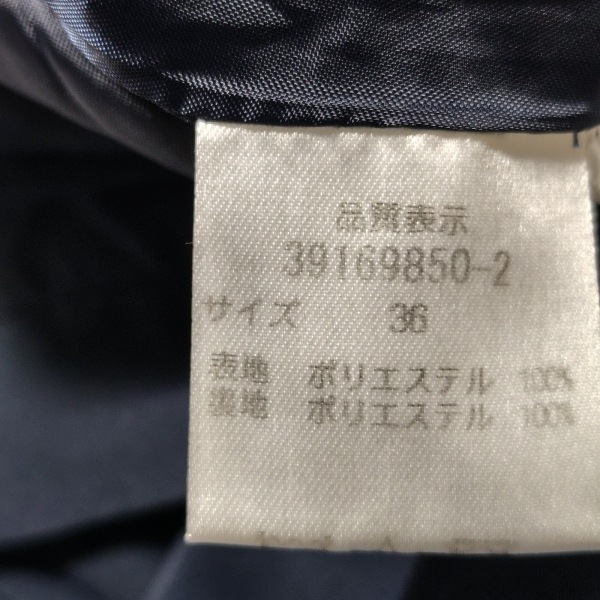 品質表示
39169850-2
サイズ 36
表地 ポリエステル 100%
裏地 ポリエステル 100%